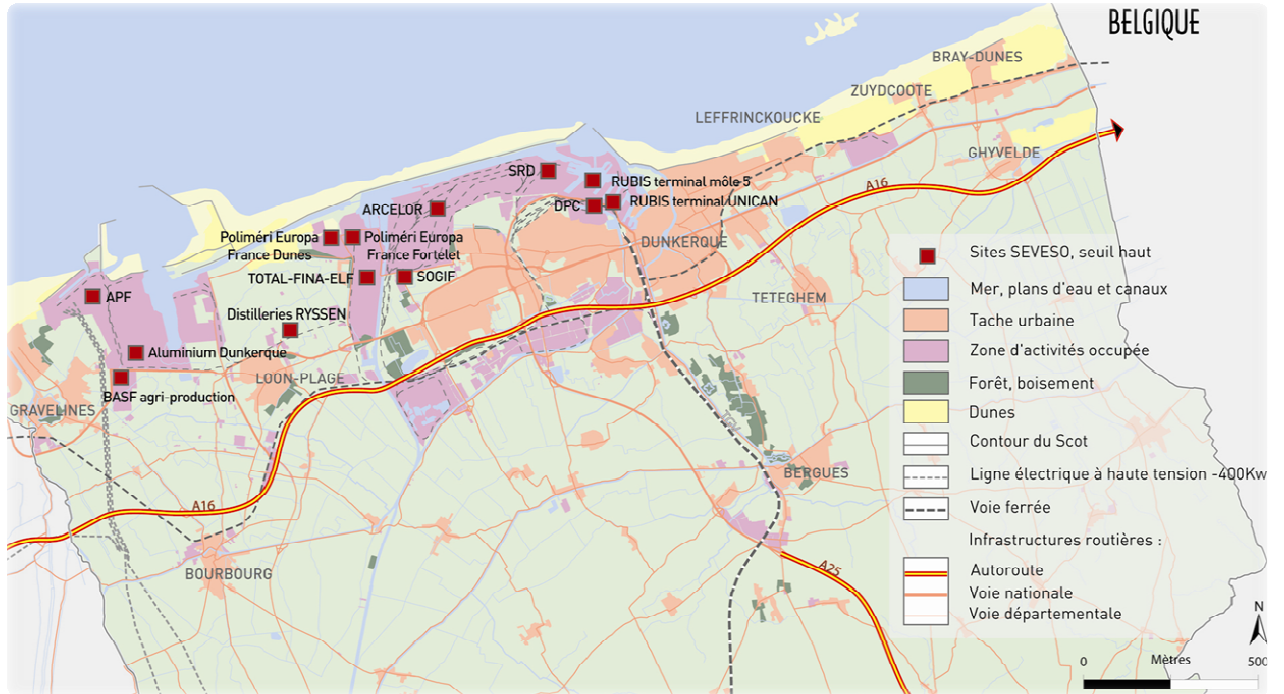 BELGIQUE
BRAY-DUNES
ZUYDCOOTE
LEFFRINCKOUCKE
GHYVELDE
A16
SRD
RUBIS terminal môle 5
RUBIS terminal UNICAN
DPC
ARCELOR
DUNKERQUE
Poliméri Europa
France Dunes
Poliméri Europa
France Fortelet
TOTAL-FINA-ELF
SOGIF
APF
TETEGHEM
Distilleries RYSSEN
Aluminium Dunkerque
LOON-PLAGE
BASF agri-production
GRAVELINES
BERGUES
A16
BOURBOURG
A25
Sites SEVESO, seuil haut
Mer, plans d'eau et canaux
Tache urbaine
Zone d'activités occupée
Forêt, boisement
Dunes
Contour du Scot
Ligne électrique à haute tension -400Kw
Voie ferrée
Infrastructures routières :
Autoroute
Voie nationale
Voie départementale
N
0 Mètres 500